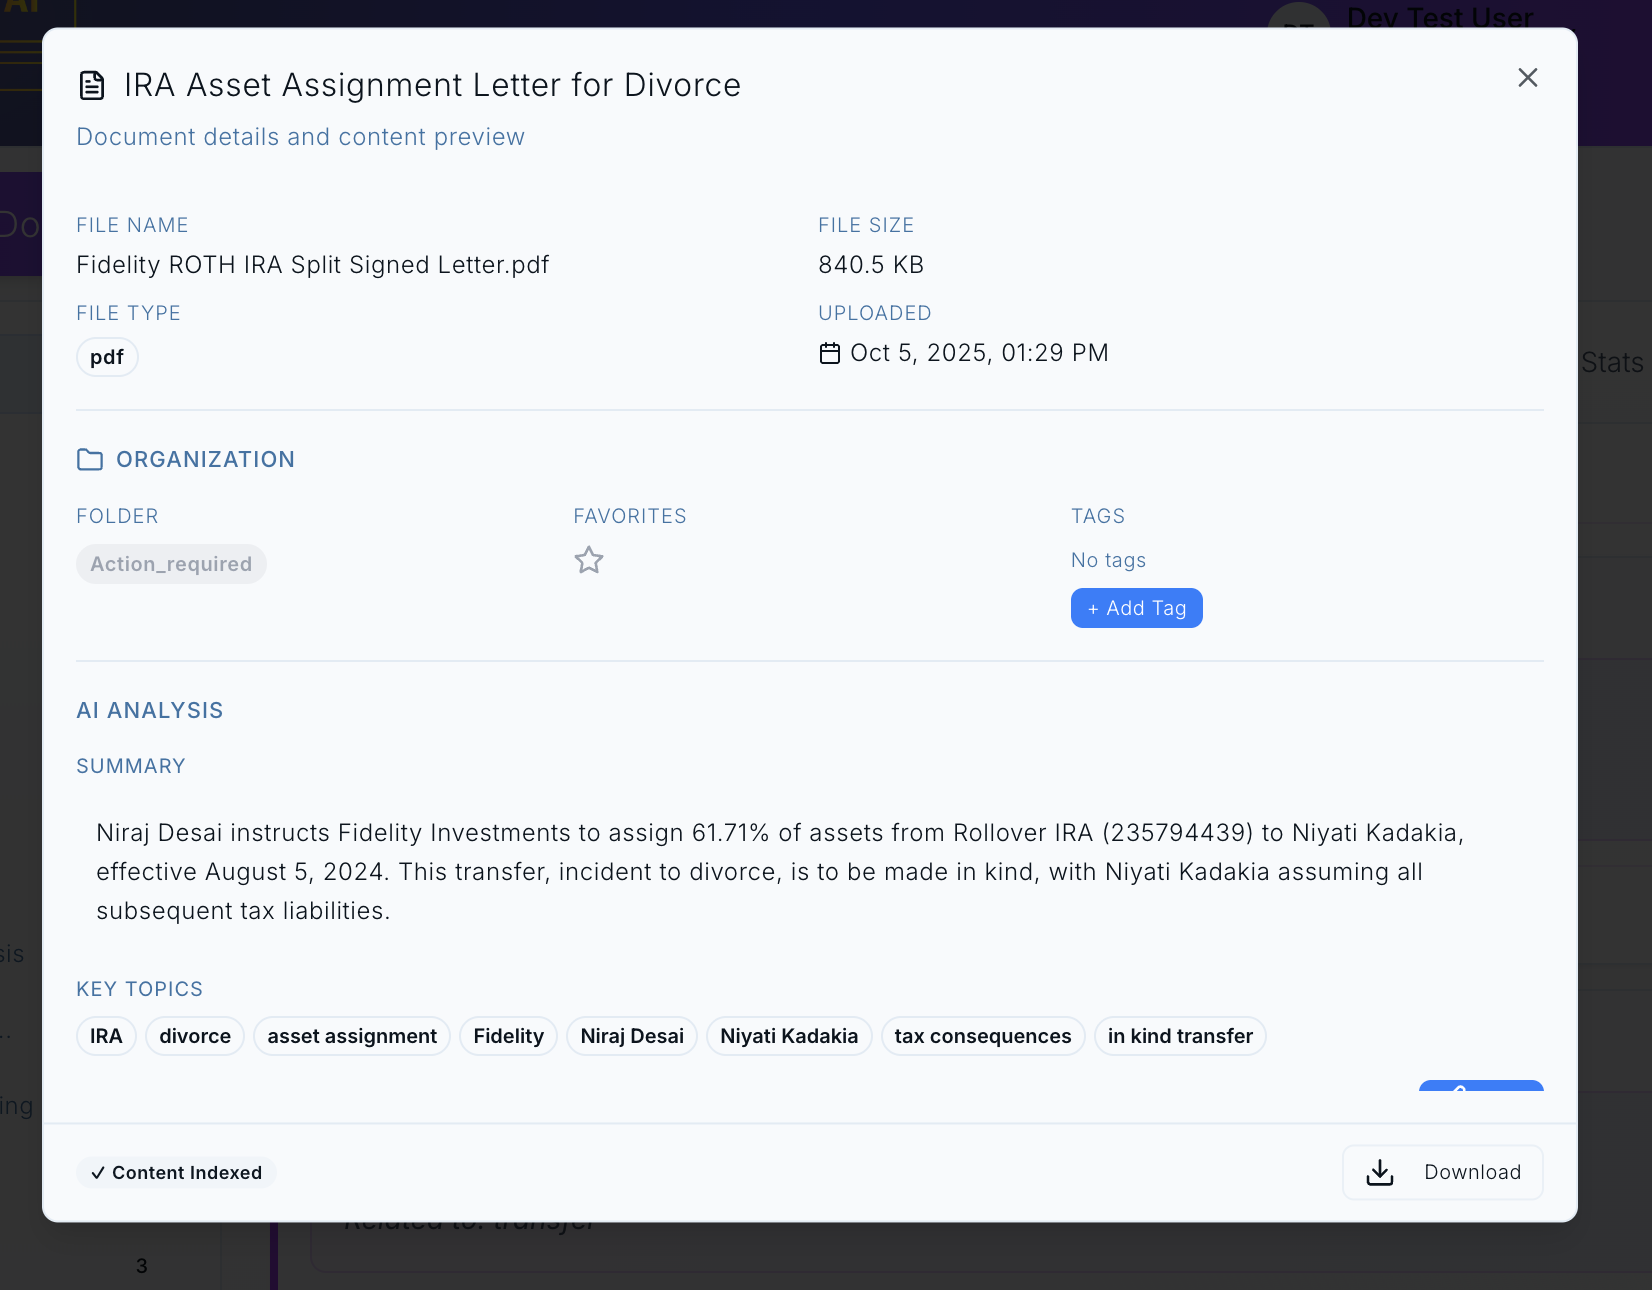 AI
Dev Test User
IRA Asset Assignment Letter for Divorce
Document details and content preview
Do
FILE NAME
FILE SIZE
Fidelity ROTH IRA Split Signed Letter.pdf
840.5 KB
FILE TYPE
UPLOADED
pdf
Oct 5, 2025, 01:29 PM
Stats
ORGANIZATION
FOLDER
FAVORITES
TAGS
Action_required
No tags
+ Add Tag
AI ANALYSIS
SUMMARY
Niraj Desai instructs Fidelity Investments to assign 61.71% of assets from Rollover IRA (235794439) to Niyati Kadakia,
effective August 5, 2024. This transfer, incident to divorce, is to be made in kind, with Niyati Kadakia assuming all
subsequent tax liabilities.
sis
KEY TOPICS
IRA divorce asset assignment Fidelity Niraj Desai Niyati Kadakia tax consequences in kind transfer
..
ing
✓ Content Indexed
Download
Related to: transfer
3